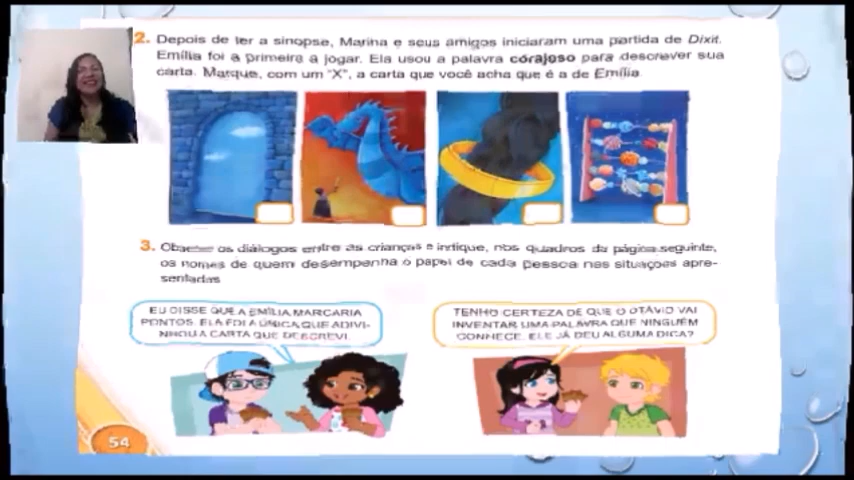 2. Depois de ler a sinopse, Marina e seus amigos iniciaram uma partida de Dixit.
Emília foi a primeira a jogar. Ela usou a palavra corajoso para descrever sua
carta. Marque, com um "X", a carta que você acha que é a de Emília.
3. Observe os diálogos entre as crianças e indique, nos quadros da página seguinte,
os nomes de quem desempenha o papel de cada pessoa nas situações apre-
sentadas
EU DISSE QUE A EMÍLIA MARCARIA
PONTOS. ELA FOI A ÚNICA QUE ADIVI-
NHOU A CARTA QUE DESCREVI.
TENHO CERTEZA DE QUE O OTÁVIO VAI
INVENTAR UMA PALAVRA QUE NINGUÉM
CONHECE. ELE JÁ DEU ALGUMA DICA?
54